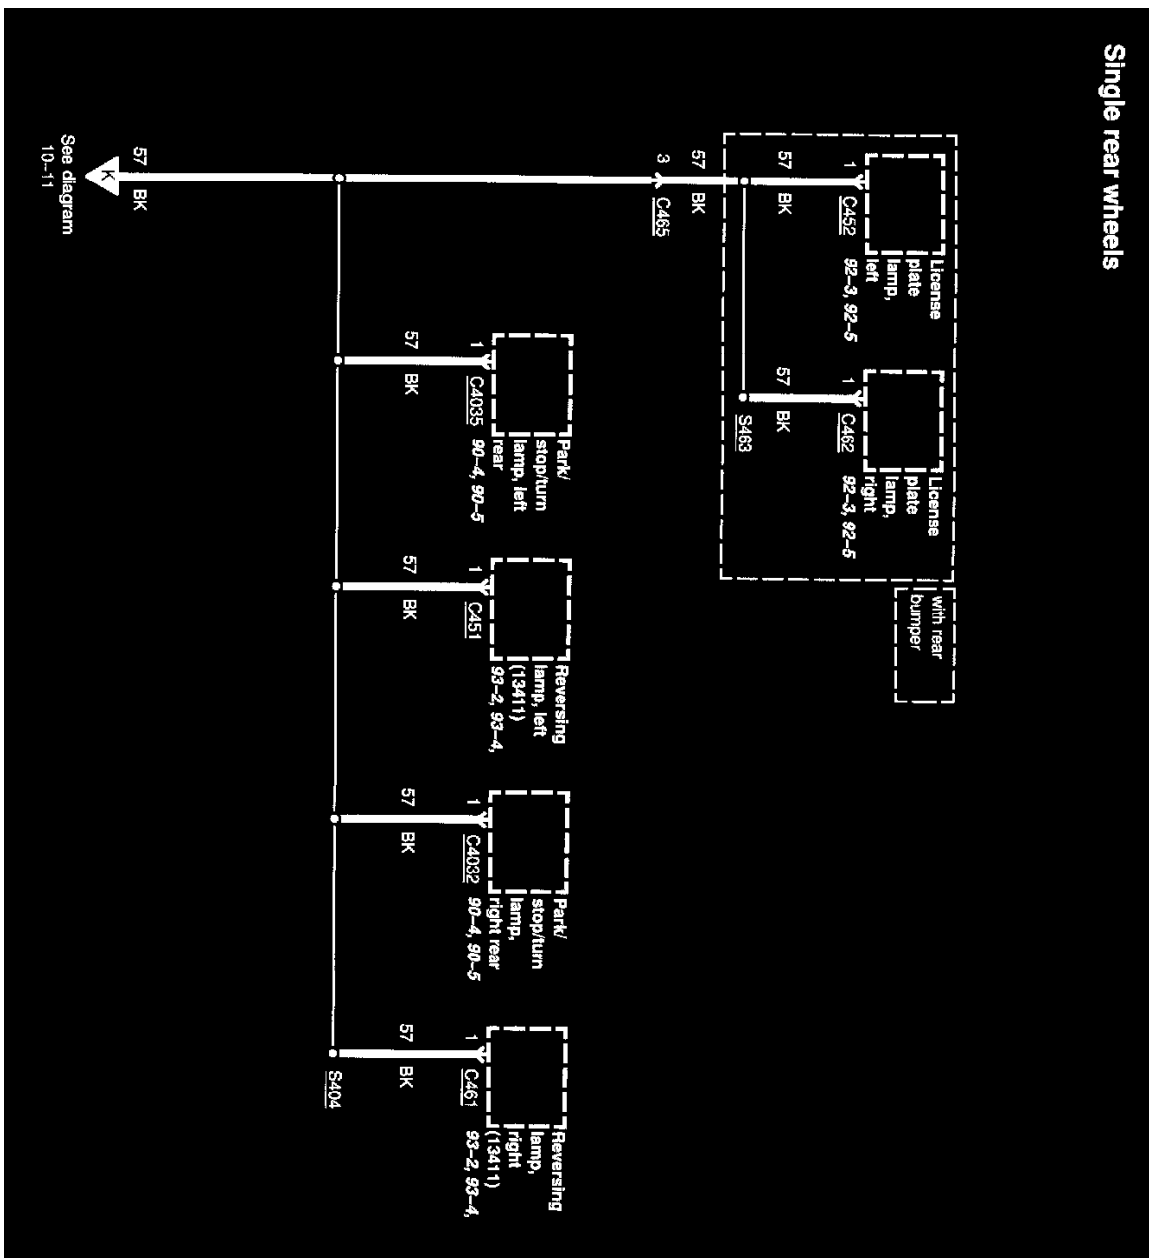 Single rear wheels
License
plate
lamp,
left
92–3, 92–5
1
C452
57
BK
License
plate
lamp,
right
92–3, 92–5
1
C462
57
BK
S463
with rear
bumper
57
BK
3
C465
Park/
stop/turn
lamp, left
rear
90–4, 90–5
1
C4035
57
BK
Reversing
lamp, left
(13411)
93–2, 93–4,
1
C451
57
BK
Park/
stop/turn
lamp,
right rear
90–4, 90–5
1
C4032
57
BK
Reversing
lamp,
right
(13411)
93–2, 93–4,
1
C461
57
BK
S404
57
BK
K
See diagram
10–11